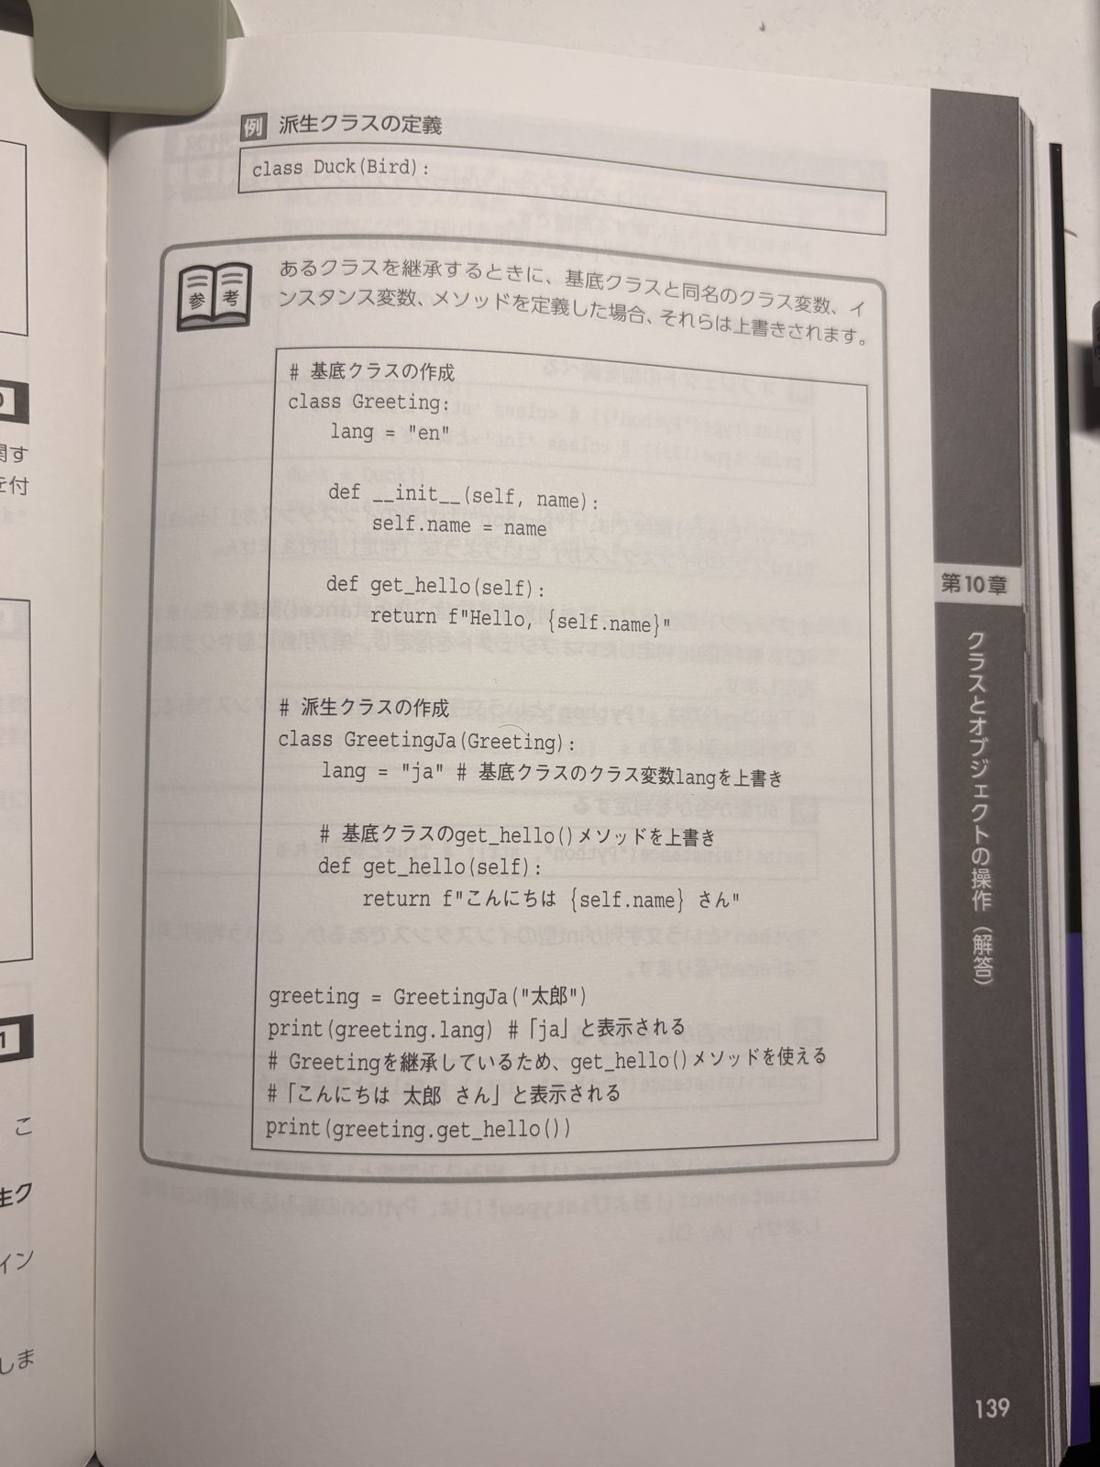 例 派生クラスの定義
class Duck(Bird):
参考
あるクラスを継承するときに、基底クラスと同名のクラス変数、イ
ンスタンス変数、メソッドを定義した場合、それらは上書きされます。
# 基底クラスの作成
class Greeting:
    lang = "en"
    def __init__(self, name):
        self.name = name
    def get_hello(self):
        return f"Hello, {self.name}"
# 派生クラスの作成
class GreetingJa(Greeting):
    lang = "ja" # 基底クラスのクラス変数langを上書き
    # 基底クラスのget_hello()メソッドを上書き
    def get_hello(self):
        return f"こんにちは {self.name} さん"
greeting = GreetingJa("太郎")
print(greeting.lang) #「ja」と表示される
# Greetingを継承しているため、get_hello()メソッドを使える
#「こんにちは 太郎 さん」と表示される
print(greeting.get_hello())
第10章
クラスとオブジェクトの操作（解答）
139
関す
を付
1
こ
生ク
イン
しま